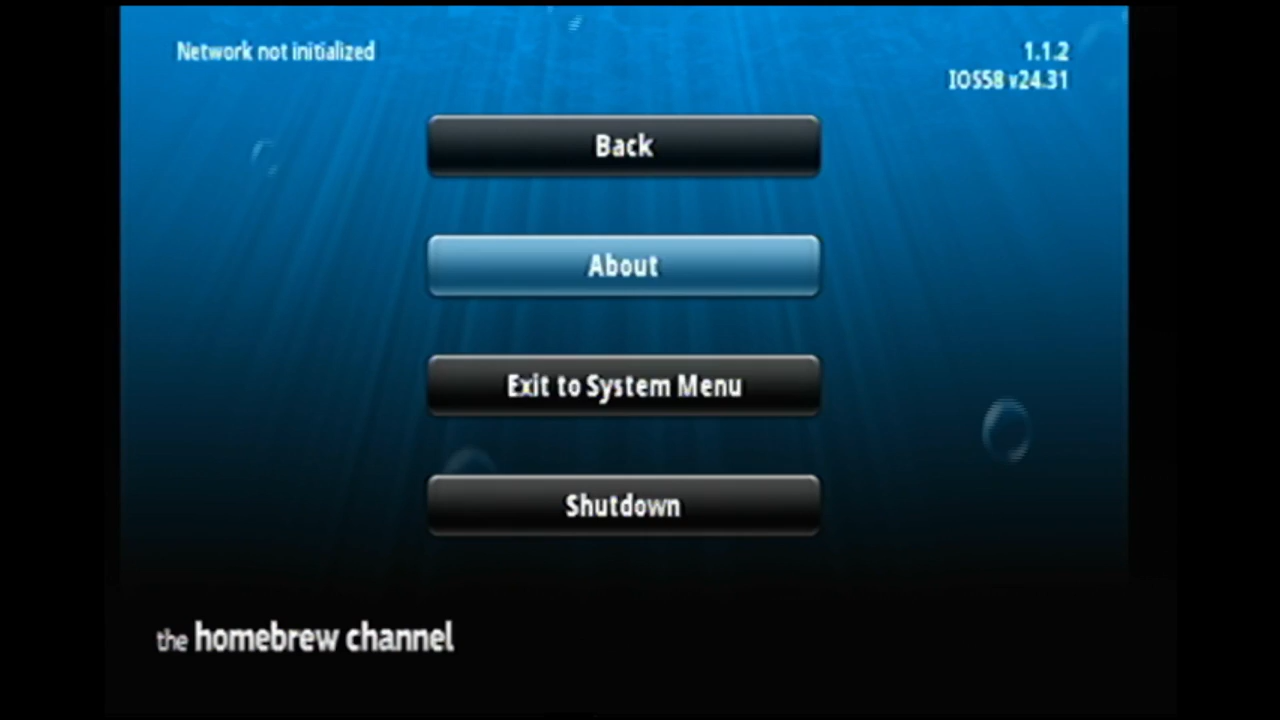 Network not initialized
1.1.2
IOS58 v24.31
Back
About
Exit to System Menu
Shutdown
the homebrew channel